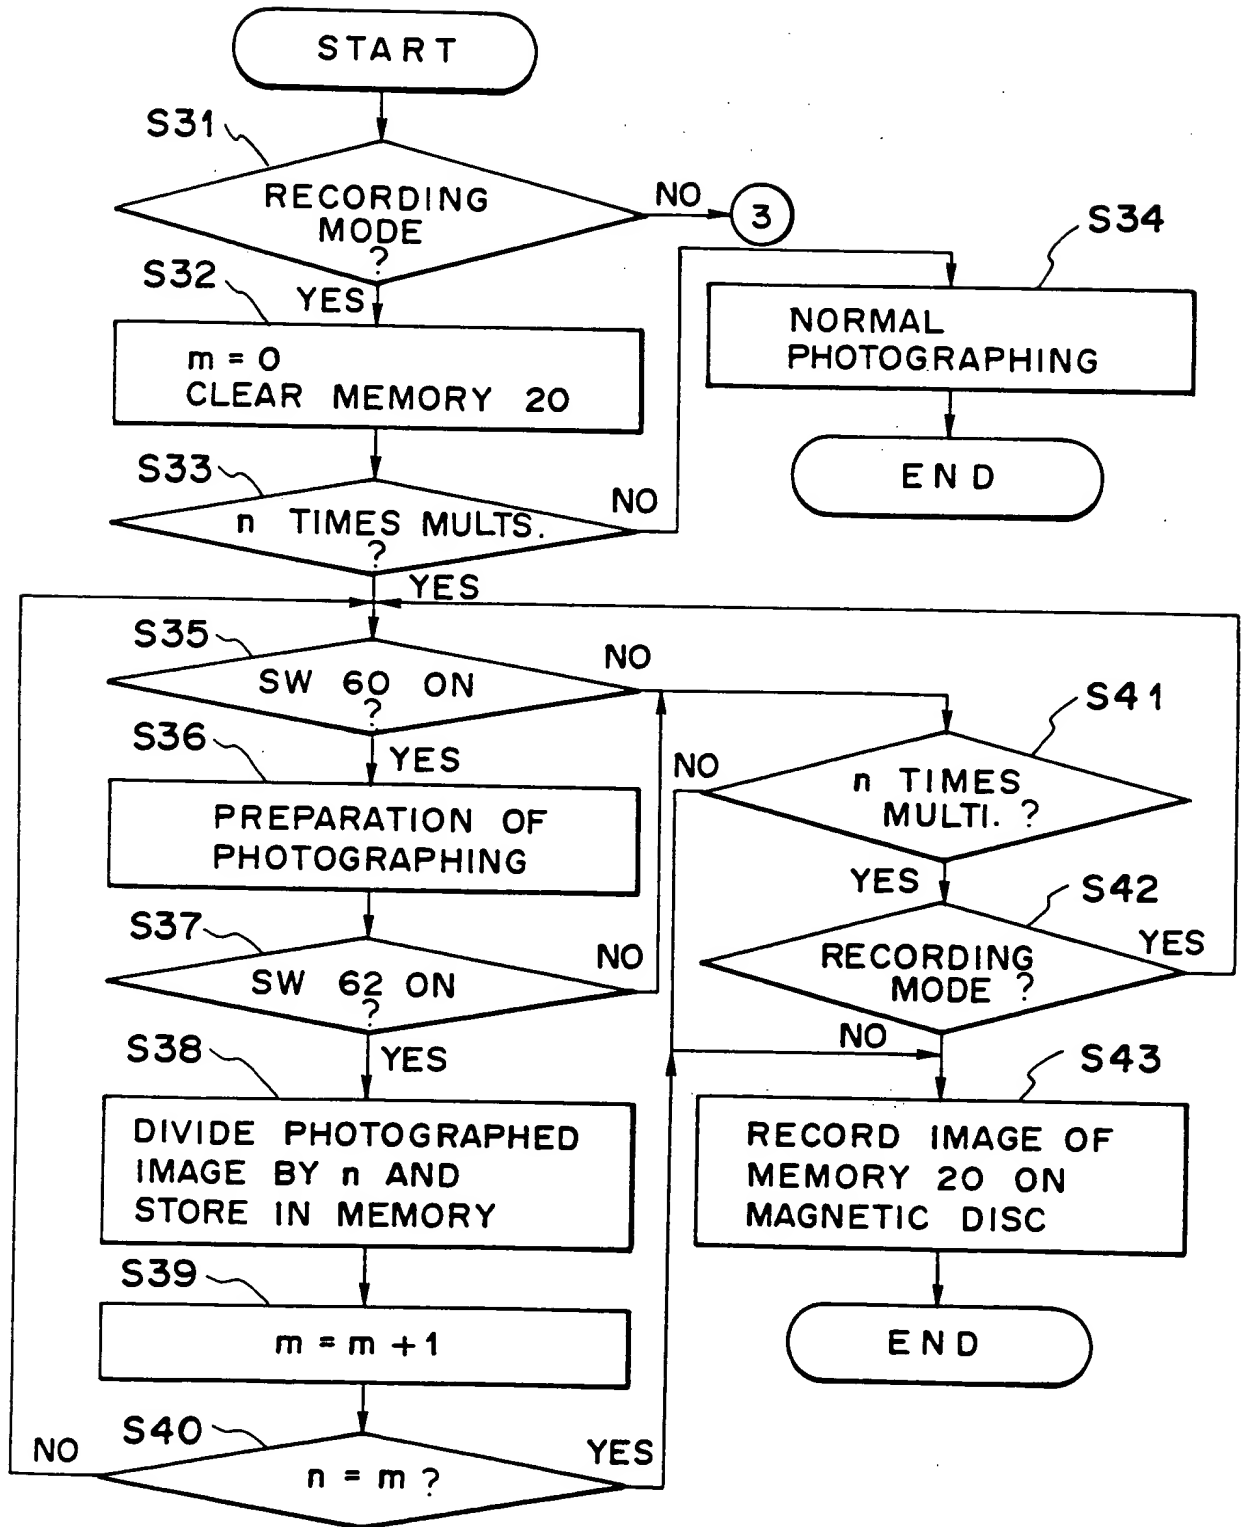 START
S31
RECORDING
MODE
?
NO
3
YES
S32
m = 0
CLEAR MEMORY 20
S33
n TIMES MULTS.
?
NO
YES
S34
NORMAL
PHOTOGRAPHING
END
S35
SW 60 ON
?
NO
YES
S36
PREPARATION OF
PHOTOGRAPHING
S37
SW 62 ON
?
NO
YES
S38
DIVIDE PHOTOGRAPHED
IMAGE BY n AND
STORE IN MEMORY
S39
m = m + 1
S40
n = m ?
NO
YES
S41
n TIMES
MULTI. ?
NO
YES
S42
RECORDING
MODE ?
YES
NO
S43
RECORD IMAGE OF
MEMORY 20 ON
MAGNETIC DISC
END